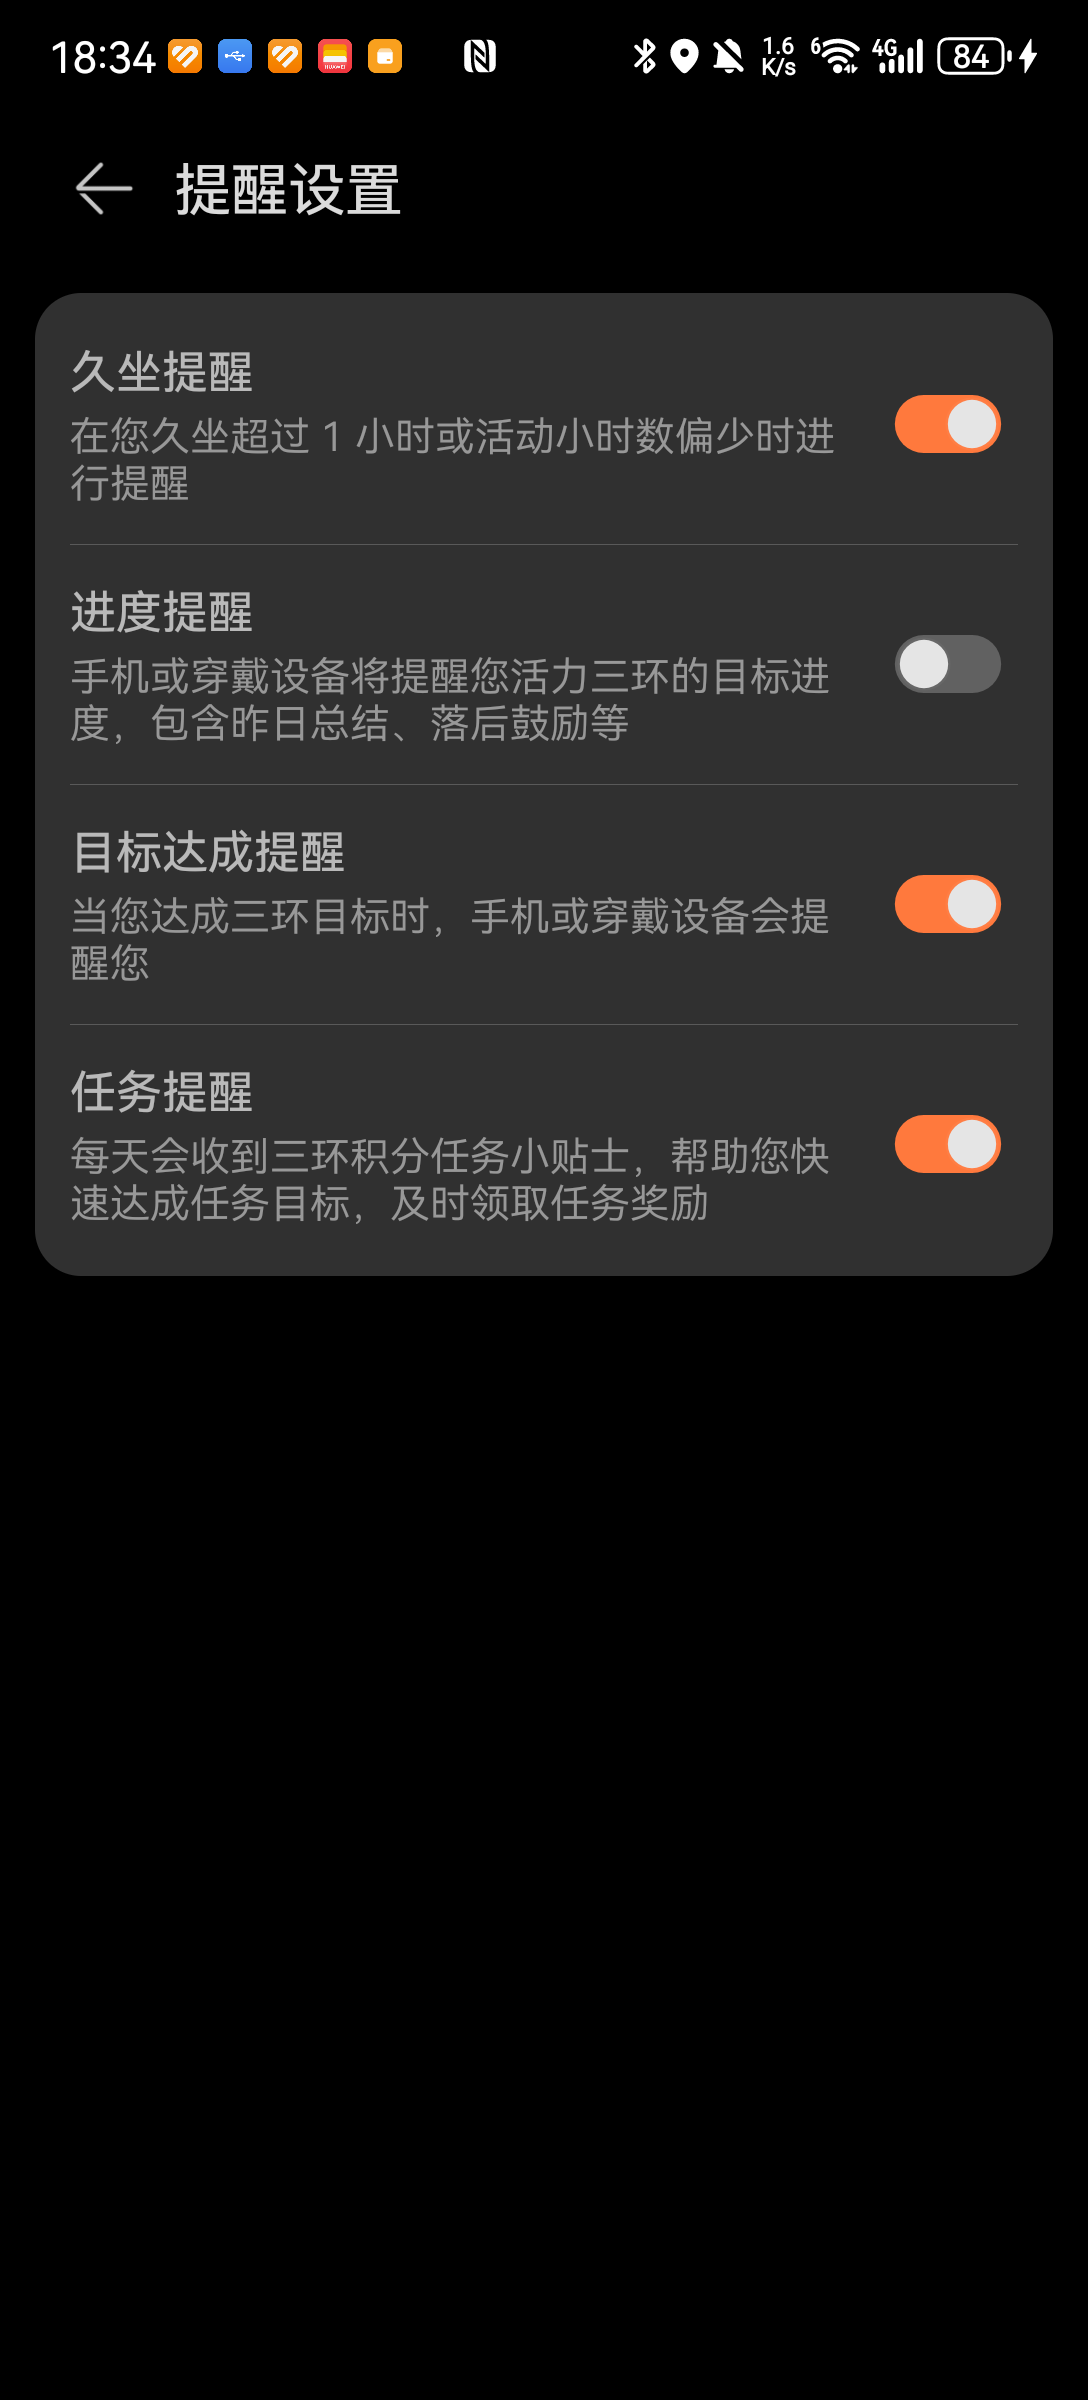 18:34
1.6
K/s
6
4G
84
提醒设置
久坐提醒
在您久坐超过 1 小时或活动小时数偏少时进
行提醒
进度提醒
手机或穿戴设备将提醒您活力三环的目标进
度，包含昨日总结、落后鼓励等
目标达成提醒
当您达成三环目标时，手机或穿戴设备会提
醒您
任务提醒
每天会收到三环积分任务小贴士，帮助您快
速达成任务目标，及时领取任务奖励